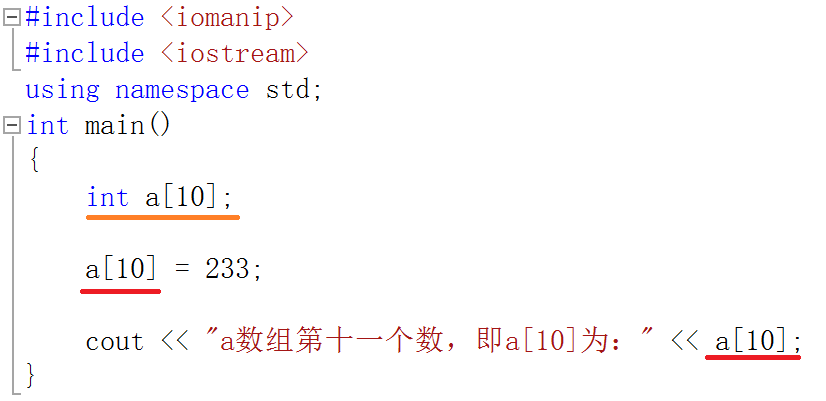 #include <iomanip>
#include <iostream>
using namespace std;
int main()
{
int a[10];
a[10] = 233;
cout << "a数组第十一个数，即a[10]为：" << a[10];
}